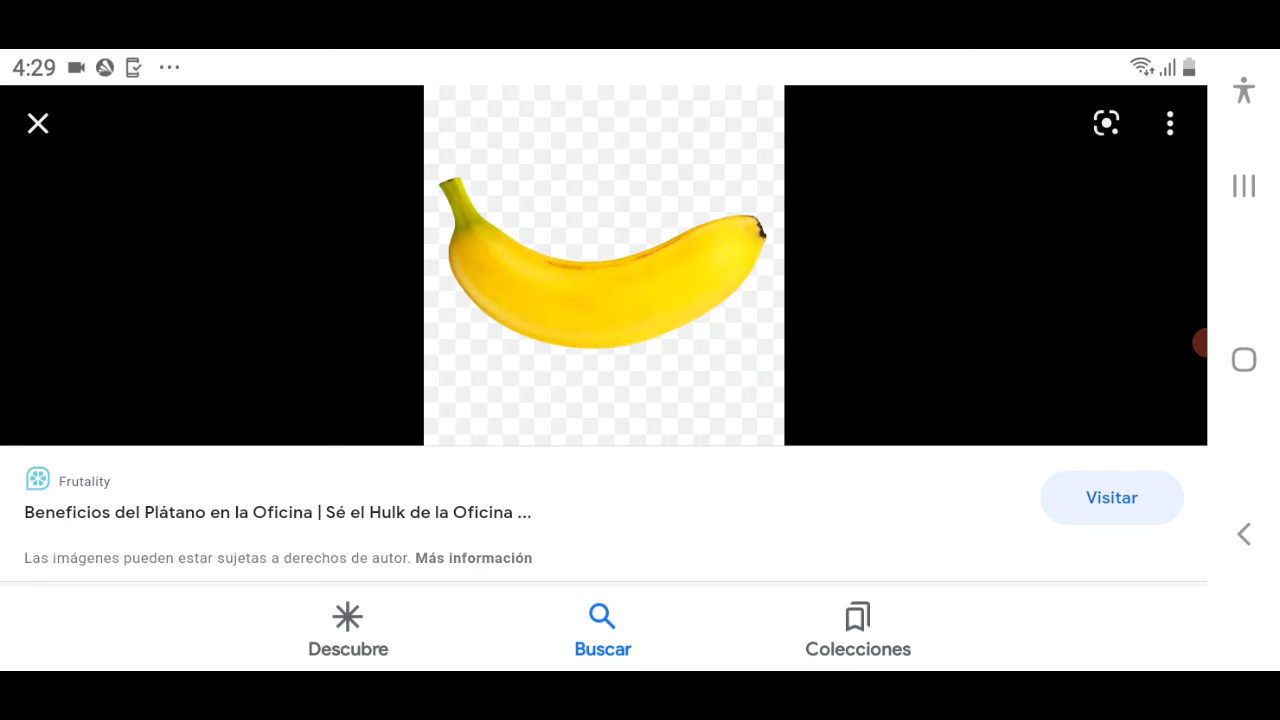 4:29
Frutality
Beneficios del Plátano en la Oficina | Sé el Hulk de la Oficina ...
Visitar
Las imágenes pueden estar sujetas a derechos de autor. Más información
Descubre
Buscar
Colecciones